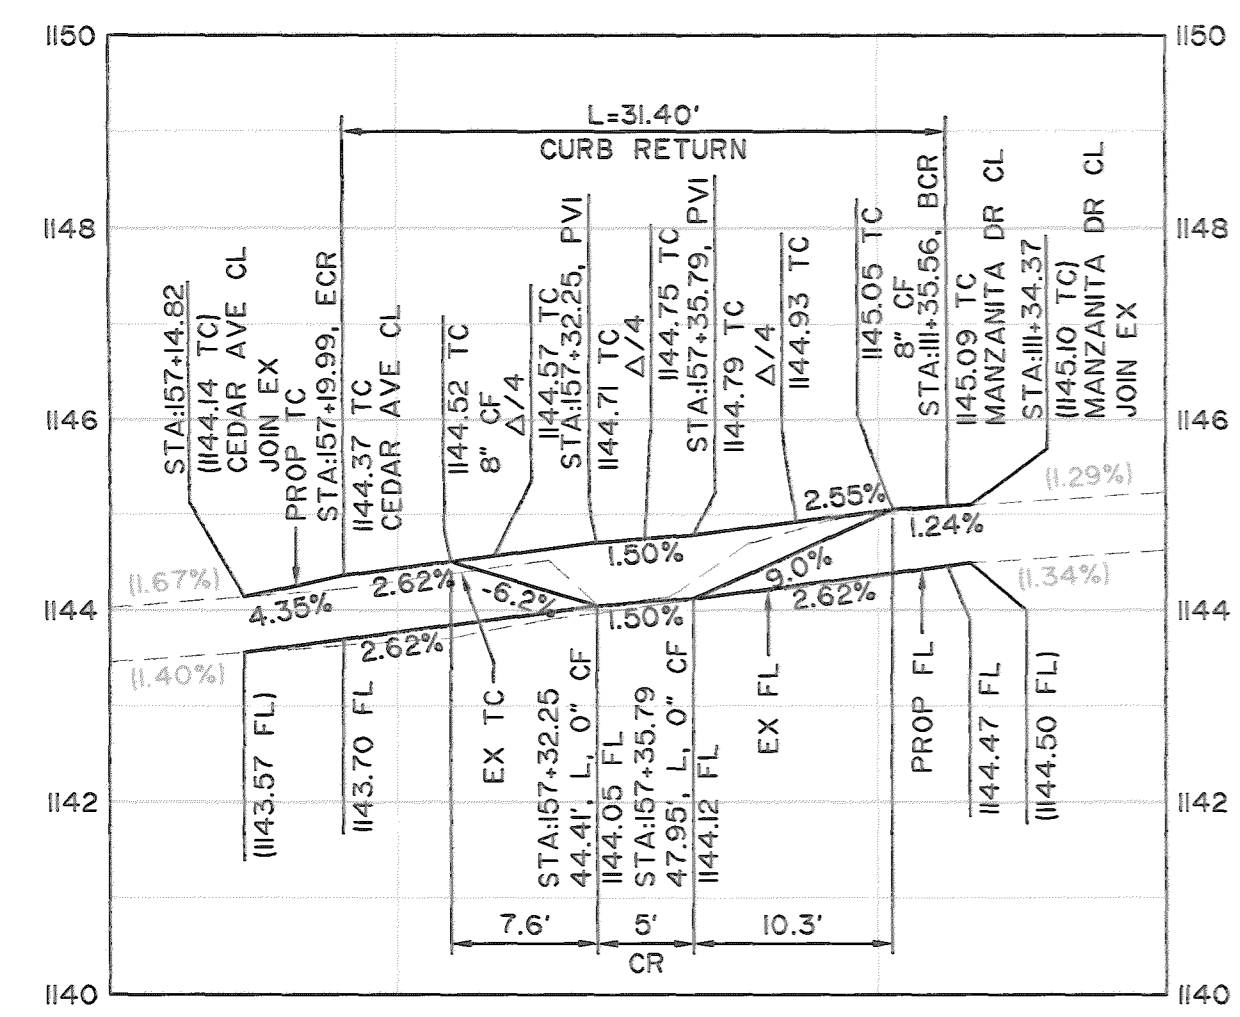 1150
1150
L=31.40'
CURB RETURN
1148
1148
1146
1146
1144
1144
1142
1142
1140
1140
STA:157+14.82
(1144.14 TC)
CEDAR AVE CL
JOIN EX
PROP TC
STA:157+19.99, ECR
1144.37 TC
CEDAR AVE CL
1144.52 TC
8" CF
Δ/4
1144.57 TC
STA:157+32.25, PVI
1144.71 TC
Δ/4
1144.75 TC
STA:157+35.79, PVI
1144.79 TC
Δ/4
1144.93 TC
1145.05 TC
8" CF
STA:111+35.56, BCR
1145.09 TC
MANZANITA DR CL
STA:111+34.37
(1145.10 TC)
MANZANITA DR CL
JOIN EX
(1.29%)
2.55%
1.24%
1.50%
(1.67%)
2.62%
4.35%
-6.2%
9.0%
(1.34%)
2.62%
1.50%
2.62%
(1.40%)
(1143.57 FL)
1143.70 FL
EX TC
STA:157+32.25
44.41', L, 0" CF
1144.05 FL
STA:157+35.79
47.95', L, 0" CF
1144.12 FL
EX FL
PROP FL
1144.47 FL
(1144.50 FL)
7.6'
5'
10.3'
CR